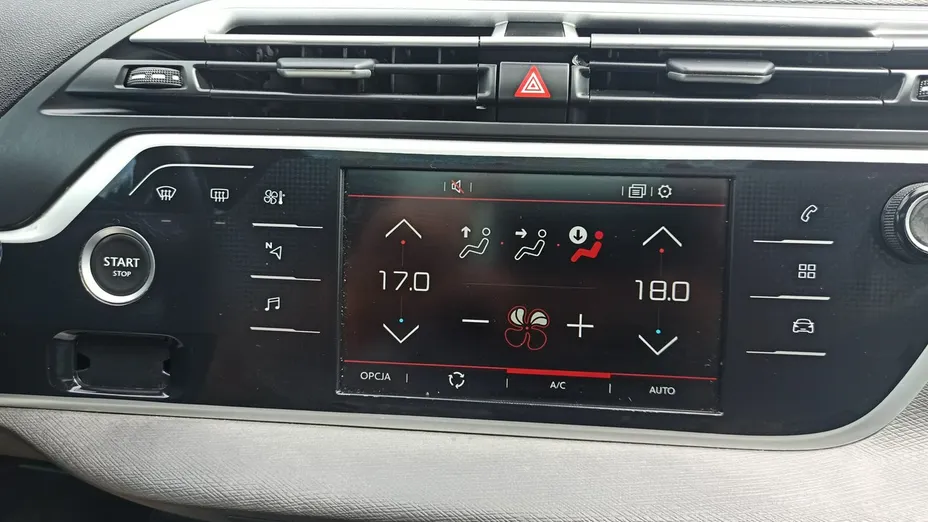 START
STOP
N
17.0
18.0
OPCJA
A/C
AUTO